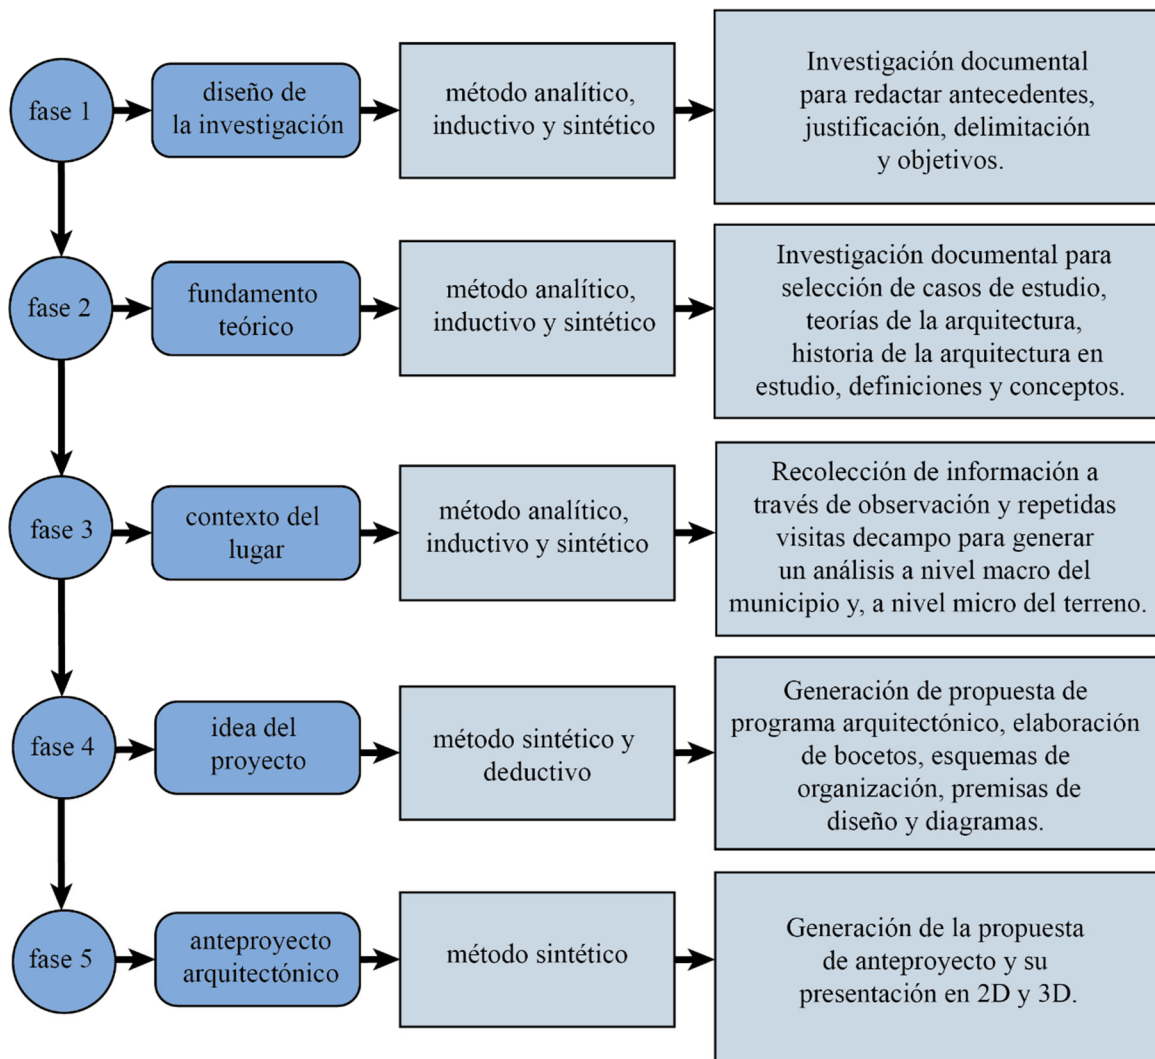 fase 1
diseño de
la investigación
método analítico,
inductivo y sintético
Investigación documental
para redactar antecedentes,
justificación, delimitación
y objetivos.
fase 2
fundamento
teórico
método analítico,
inductivo y sintético
Investigación documental para
selección de casos de estudio,
teorías de la arquitectura,
historia de la arquitectura en
estudio, definiciones y conceptos.
fase 3
contexto del
lugar
método analítico,
inductivo y sintético
Recolección de información a
través de observación y repetidas
visitas decampo para generar
un análisis a nivel macro del
municipio y, a nivel micro del terreno.
fase 4
idea del
proyecto
método sintético y
deductivo
Generación de propuesta de
programa arquitectónico, elaboración
de bocetos, esquemas de
organización, premisas de
diseño y diagramas.
fase 5
anteproyecto
arquitectónico
método sintético
Generación de la propuesta
de anteproyecto y su
presentación en 2D y 3D.